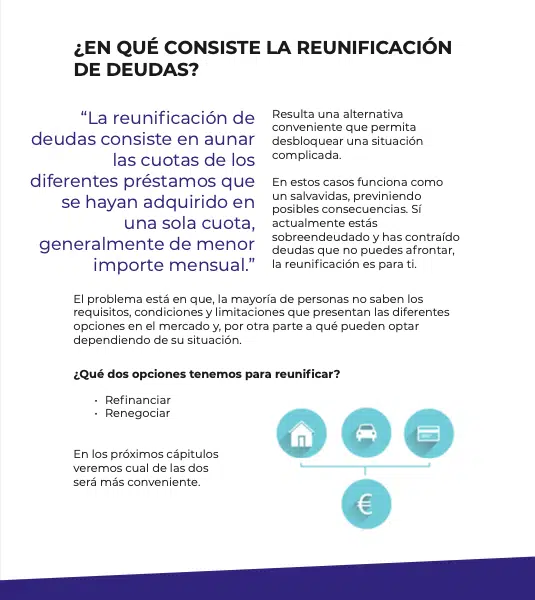 ¿EN QUÉ CONSISTE LA REUNIFICACIÓN
DE DEUDAS?
“La reunificación de
deudas consiste en aunar
las cuotas de los
diferentes préstamos que
se hayan adquirido en
una sola cuota,
generalmente de menor
importe mensual.”
Resulta una alternativa
conveniente que permita
desbloquear una situación
complicada.
En estos casos funciona como
un salvavidas, previniendo
posibles consecuencias. Sí
actualmente estás
sobreendeudado y has contraído
deudas que no puedes afrontar,
la reunificación es para ti.
El problema está en que, la mayoría de personas no saben los
requisitos, condiciones y limitaciones que presentan las diferentes
opciones en el mercado y, por otra parte a qué pueden optar
dependiendo de su situación.
¿Qué dos opciones tenemos para reunificar?
• Refinanciar
• Renegociar
En los próximos cápitulos
veremos cual de las dos
será más conveniente.
€